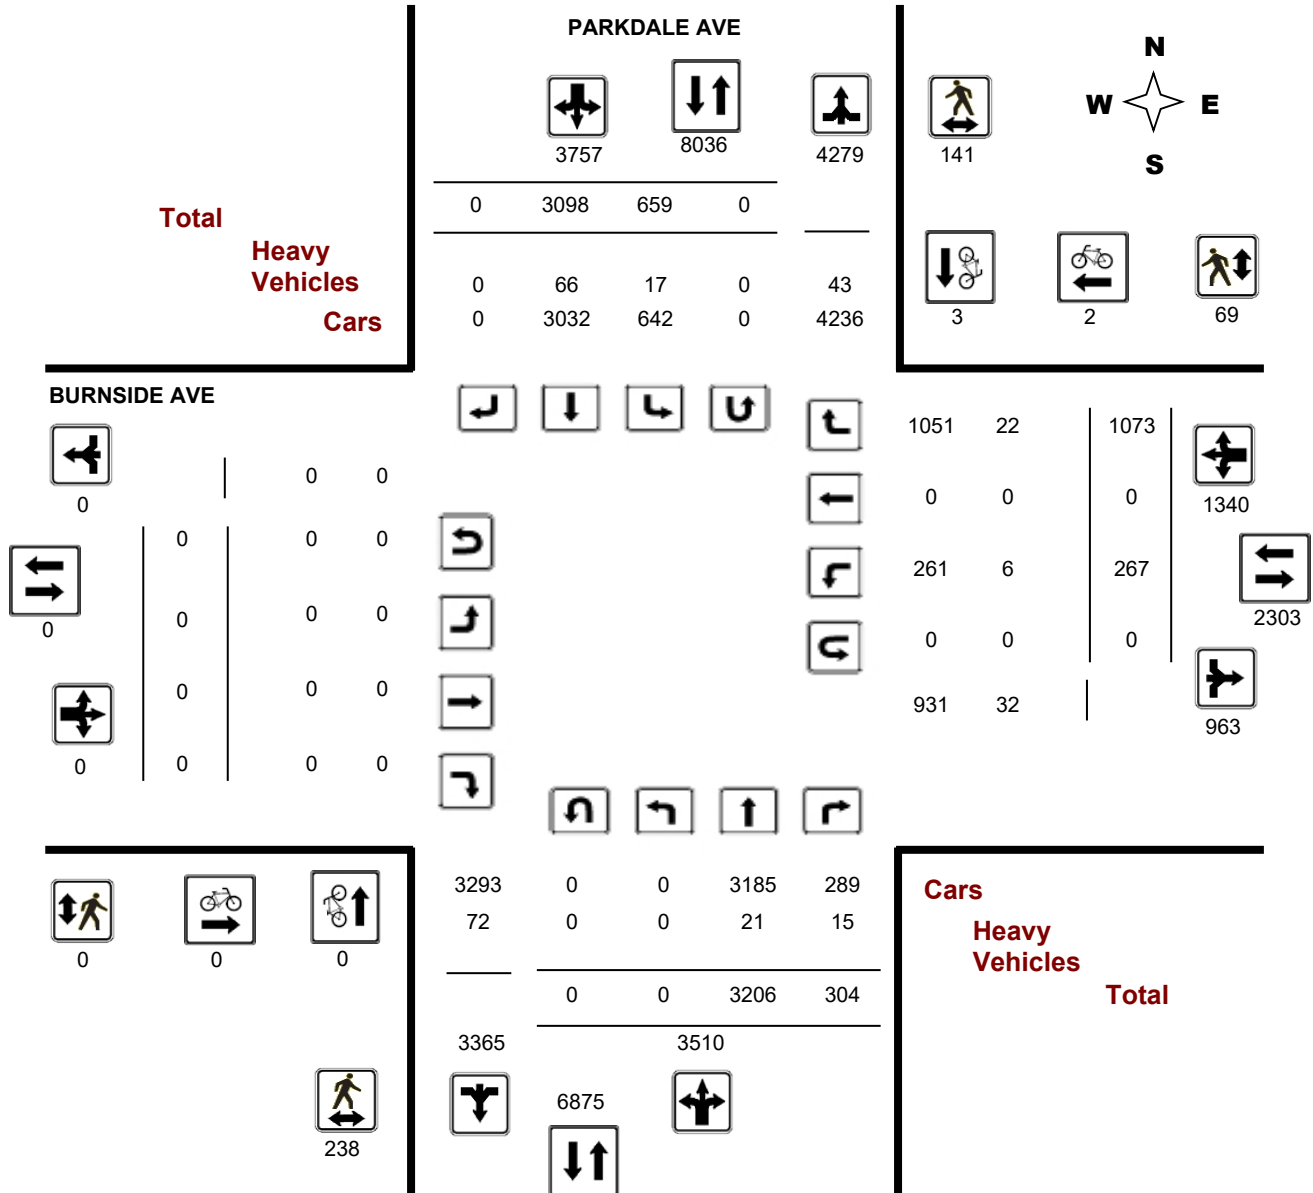 PARKDALE AVE
N
W E
S
3757 8036 4279 141
0 3098 659 0
Total
Heavy
Vehicles 0 66 17 0 43
Cars 0 3032 642 0 4236
3 2 69
BURNSIDE AVE
1051 22 1073
0 0
0
0 0 0 1340
0 0 0
261 6 267
0 0 0
0 2303
0 0 0
0 0 0
931 32 963
0 0 0 0
3293 0 0 3185 289
72 0 0 21 15
Cars
Heavy
Vehicles
Total
0 0 0
0 0 3206 304
3365 3510
6875
238